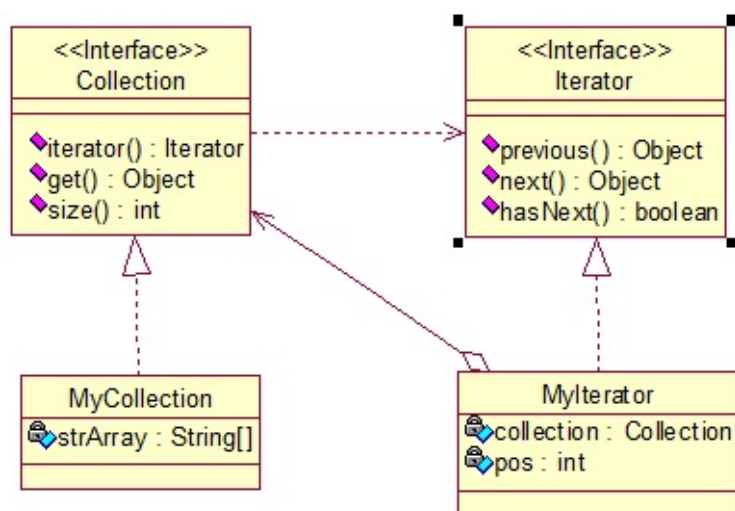 <<Interface>>
Collection
iterator() : Iterator
get() : Object
size() : int
<<Interface>>
Iterator
previous() : Object
next() : Object
hasNext() : boolean
MyCollection
strArray : String[]
MyIterator
collection : Collection
pos : int